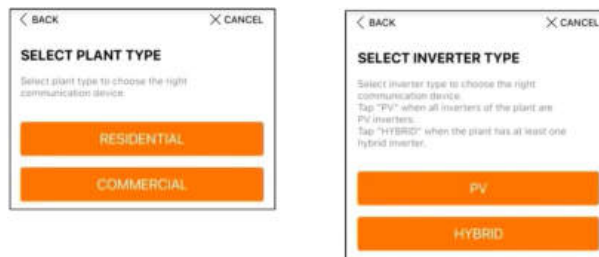 < BACK
X CANCEL
SELECT PLANT TYPE
Select plant type to choose the right
communication device.
RESIDENTIAL
COMMERCIAL
< BACK
X CANCEL
SELECT INVERTER TYPE
Select inverter type to choose the right
communication device.
Tap "PV" when all inverters of the plant are
PV inverters.
Tap "HYBRID" when the plant has at least one
hybrid inverter.
PV
HYBRID